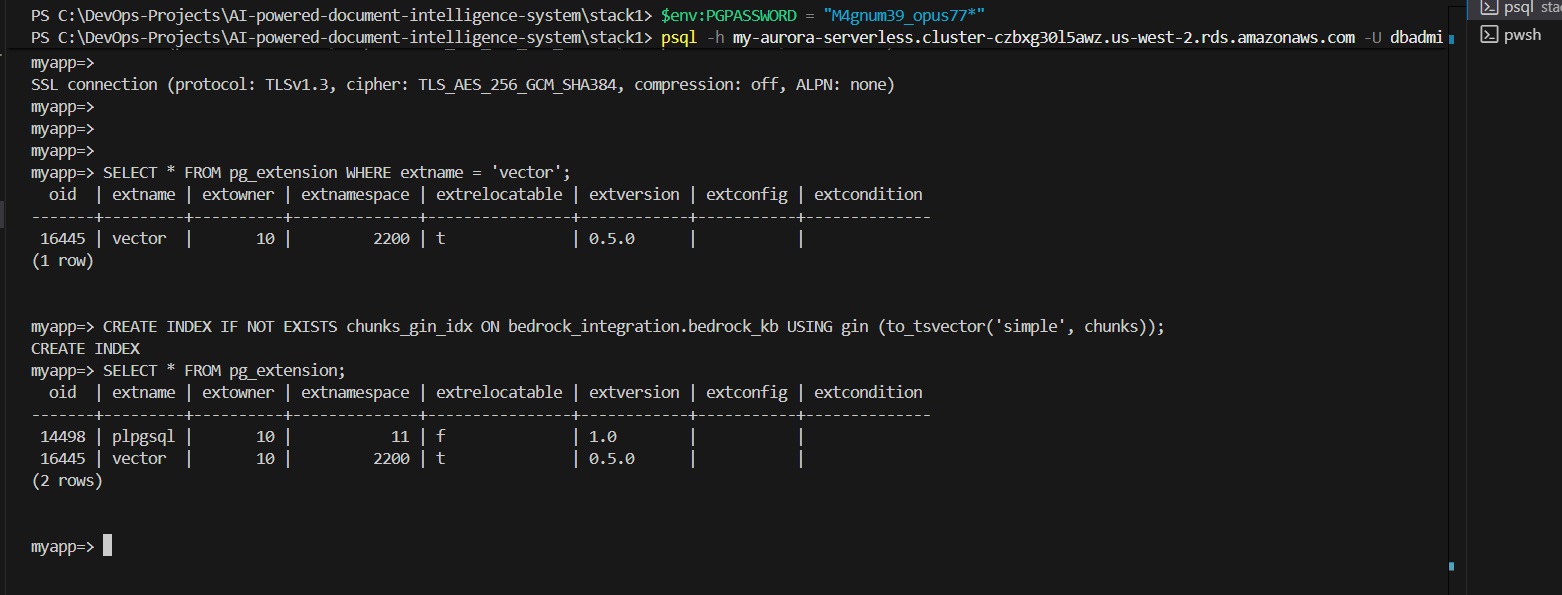 PS C:\DevOps-Projects\AI-powered-document-intelligence-system\stack1> $env:PGPASSWORD = "M4gnum39_opus77*"
PS C:\DevOps-Projects\AI-powered-document-intelligence-system\stack1> psql -h my-aurora-serverless.cluster-czbxg30l5awz.us-west-2.rds.amazonaws.com -U dbadmi
myapp=>
SSL connection (protocol: TLSv1.3, cipher: TLS_AES_256_GCM_SHA384, compression: off, ALPN: none)
myapp=>
myapp=>
myapp=>
myapp=> SELECT * FROM pg_extension WHERE extname = 'vector';
  oid  | extname | extowner | extnamespace | extrelocatable | extversion | extconfig | extcondition
-------+---------+----------+--------------+----------------+------------+-----------+--------------
 16445 | vector  |       10 |         2200 | t              | 0.5.0      |           |
(1 row)
myapp=> CREATE INDEX IF NOT EXISTS chunks_gin_idx ON bedrock_integration.bedrock_kb USING gin (to_tsvector('simple', chunks));
CREATE INDEX
myapp=> SELECT * FROM pg_extension;
  oid  | extname | extowner | extnamespace | extrelocatable | extversion | extconfig | extcondition
-------+---------+----------+--------------+----------------+------------+-----------+--------------
 14498 | plpgsql |       10 |           11 | f              | 1.0        |           |
 16445 | vector  |       10 |         2200 | t              | 0.5.0      |           |
(2 rows)
myapp=>
psql stac
pwsh